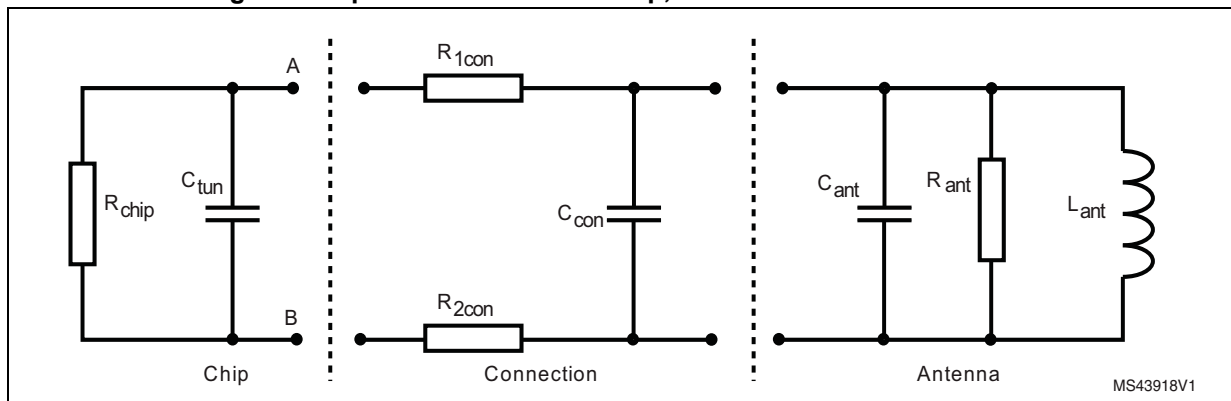 A
R1con
Rchip
Ctun
Ccon
Cant
Rant
Lant
B
R2con
Chip
Connection
Antenna
MS43918V1